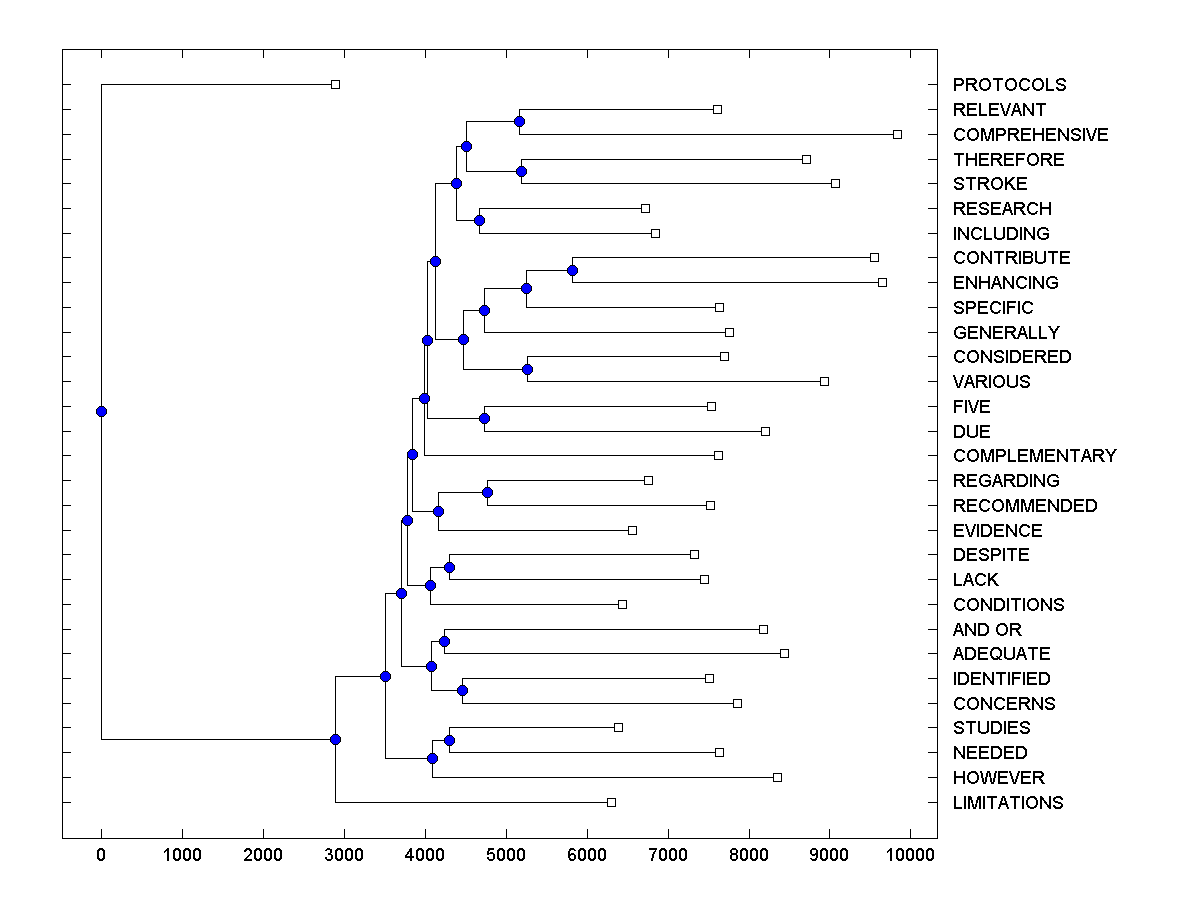 PROTOCOLS
RELEVANT
COMPREHENSIVE
THEREFORE
STROKE
RESEARCH
INCLUDING
CONTRIBUTE
ENHANCING
SPECIFIC
GENERALLY
CONSIDERED
VARIOUS
FIVE
DUE
COMPLEMENTARY
REGARDING
RECOMMENDED
EVIDENCE
DESPITE
LACK
CONDITIONS
AND OR
ADEQUATE
IDENTIFIED
CONCERNS
STUDIES
NEEDED
HOWEVER
LIMITATIONS
0 1000 2000 3000 4000 5000 6000 7000 8000 9000 10000